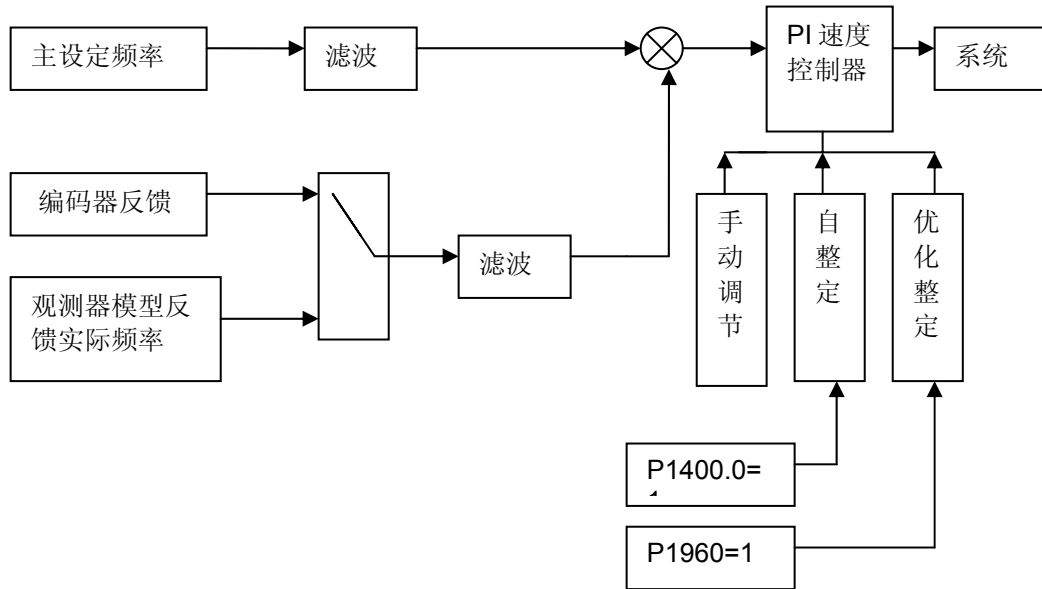 主设定频率
滤波
PI 速度
控制器
系统
编码器反馈
滤波
观测器模型反
馈实际频率
手动调节
自整定
优化整定
P1400.0=
P1960=1